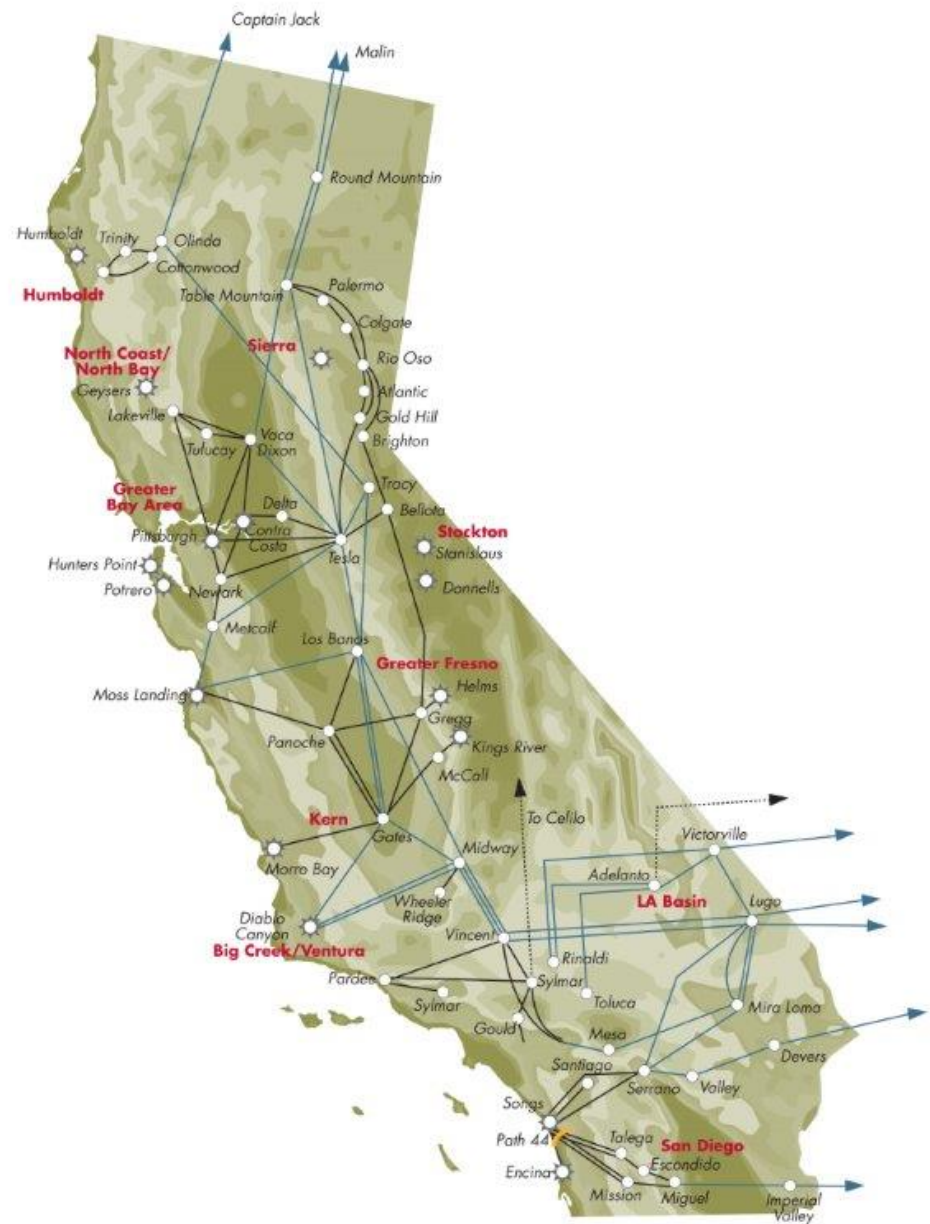 Captain Jack
Malin
Round Mountain
Humboldt
Trinity
Olinda
Cottonwood
Humboldt
Table Mountain
Palermo
Colgate
Sierra
Rio Oso
North Coast/
North Bay
Geysers
Atlantic
Lakeville
Gold Hill
Tulucay
Vaca
Dixon
Brighton
Tracy
Greater
Bay Area
Delta
Bellota
Pittsburgh
Contra
Costa
Tesla
Stockton
Stanislaus
Hunters Point
Potrero
Newark
Donnells
Metcalf
Los Banos
Greater Fresno
Helms
Moss Landing
Gregg
Panoche
Kings River
McCall
Kern
Gates
To Celilo
Morro Bay
Midway
Victorville
Adelanto
LA Basin
Wheeler
Ridge
Lugo
Diablo
Canyon
Big Creek/Ventura
Vincent
Rinaldi
Pardee
Sylmar
Sylmar
Toluca
Mira Loma
Gould
Mesa
Devers
Santiago
Serrano
Valley
Songs
Path 44
Talega
San Diego
Escondido
Encina
Mission
Miguel
Imperial
Valley